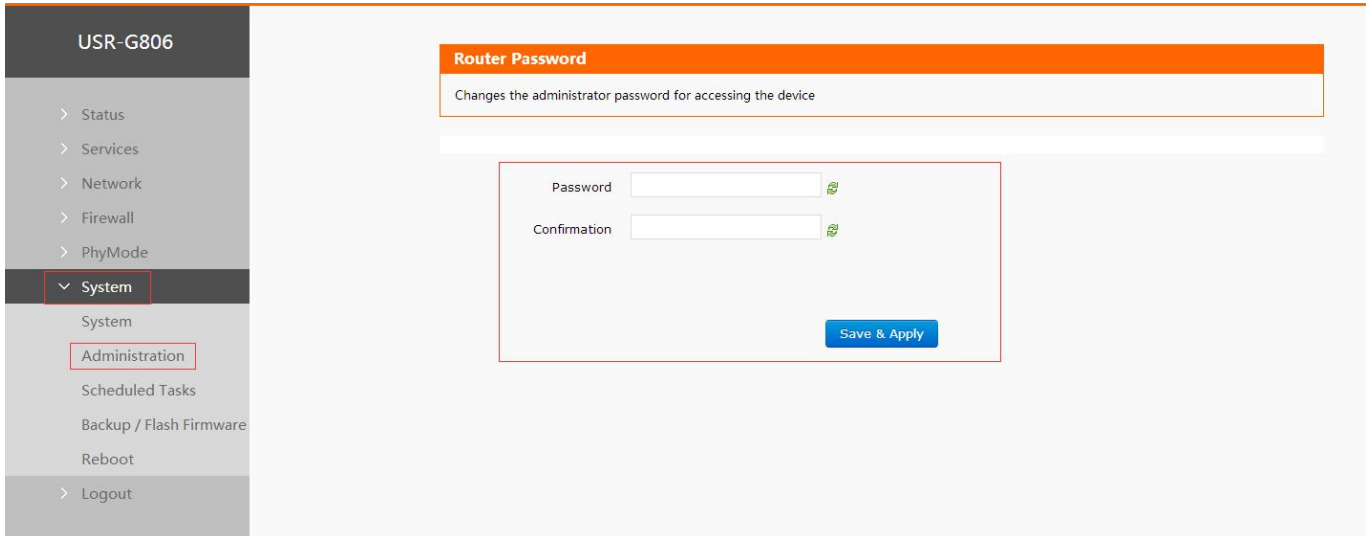 USR-G806
Status
Services
Network
Firewall
PhyMode
System
System
Administration
Scheduled Tasks
Backup / Flash Firmware
Reboot
Logout
Router Password
Changes the administrator password for accessing the device
Password
Confirmation
Save & Apply